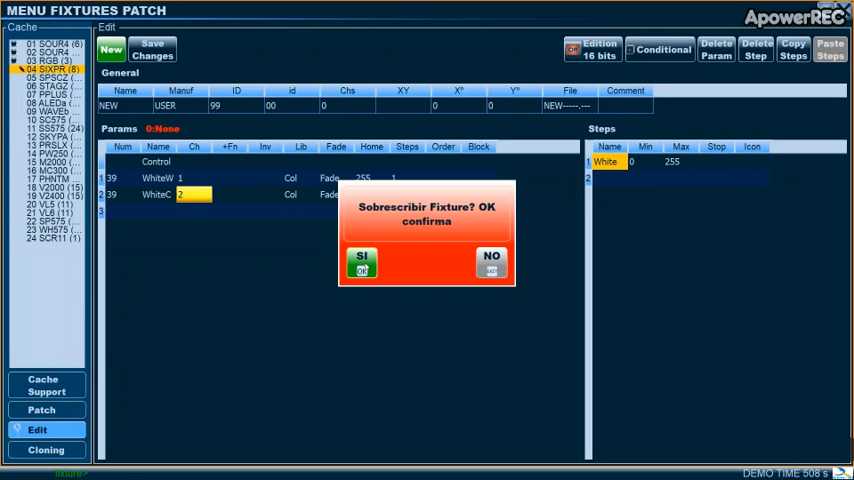 MENU FIXTURES PATCH
ApowerREC
Cache
01 SOUR4 (6)
02 SOUR4 ...
03 RGB (3)
04 SIXPR (8)
05 SPSCZ (...
06 STAGZ (...
07 PPLUS (...
08 ALEDa (...
09 WAVEb ...
10 SC575 (...
11 SS575 (24)
12 SKYPA (...
13 PRSLX (...
14 PW250 (...
15 M2000 (...
16 MC300 (...
17 PHNTM ...
18 V2000 (15)
19 V2400 (15)
20 VL5 (11)
21 VL6 (11)
22 SP575 (...
23 WH575 (...
24 SCR11 (1)
Cache Support
Patch
Edit
Cloning
Edit
New
Save Changes
Off
Edition 16 bits
Conditional
Delete Param
Delete Step
Copy Steps
Paste Steps
General
Name Manuf ID id Chs XY Xº Yº File Comment
NEW USER 99 00 0 0 0 NEW-----.---
Params 0:None
Num Name Ch +Fn Inv Lib Fade Home Steps Order Block
Control
1 39 WhiteW 1 Col Fade 255 1
2 39 WhiteC 2 Col Fade
3
Steps
Name Min Max Stop Icon
1 White 0 255
2
Sobrescribir Fixture? OK
confirma
SI
OK
NO
EXIT
fixture>
DEMO TIME 508 s